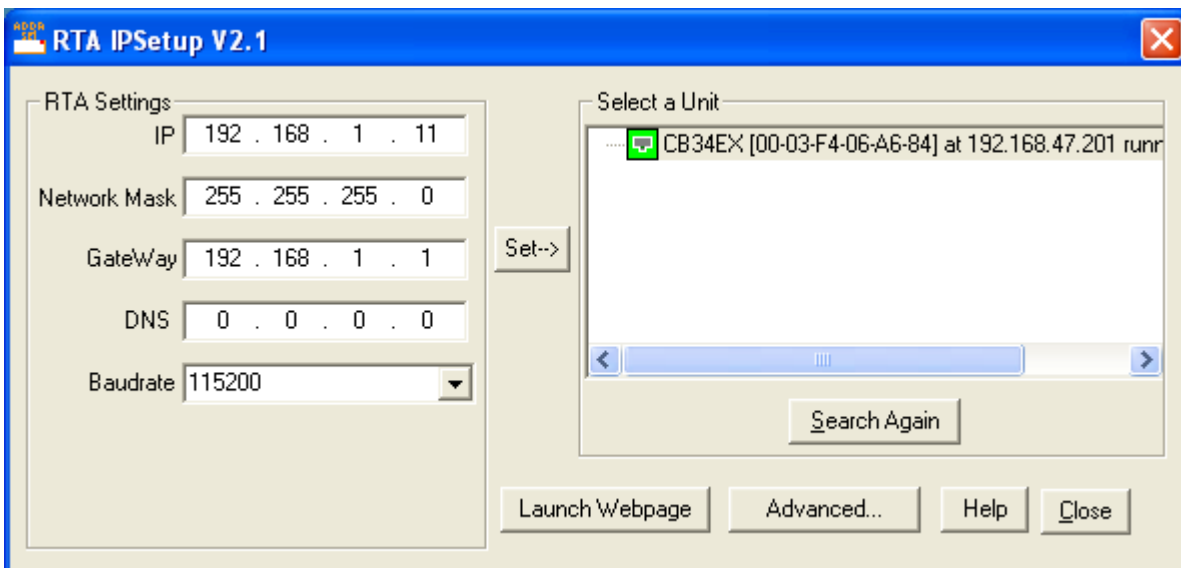 RTA IPSetup V2.1
RTA Settings
IP 192 . 168 . 1 . 11
Network Mask 255 . 255 . 255 . 0
GateWay 192 . 168 . 1 . 1
DNS 0 . 0 . 0 . 0
Baudrate 115200
Set-->
Select a Unit
CB34EX [00-03-F4-06-A6-84] at 192.168.47.201
Search Again
Launch Webpage
Advanced...
Help
Close